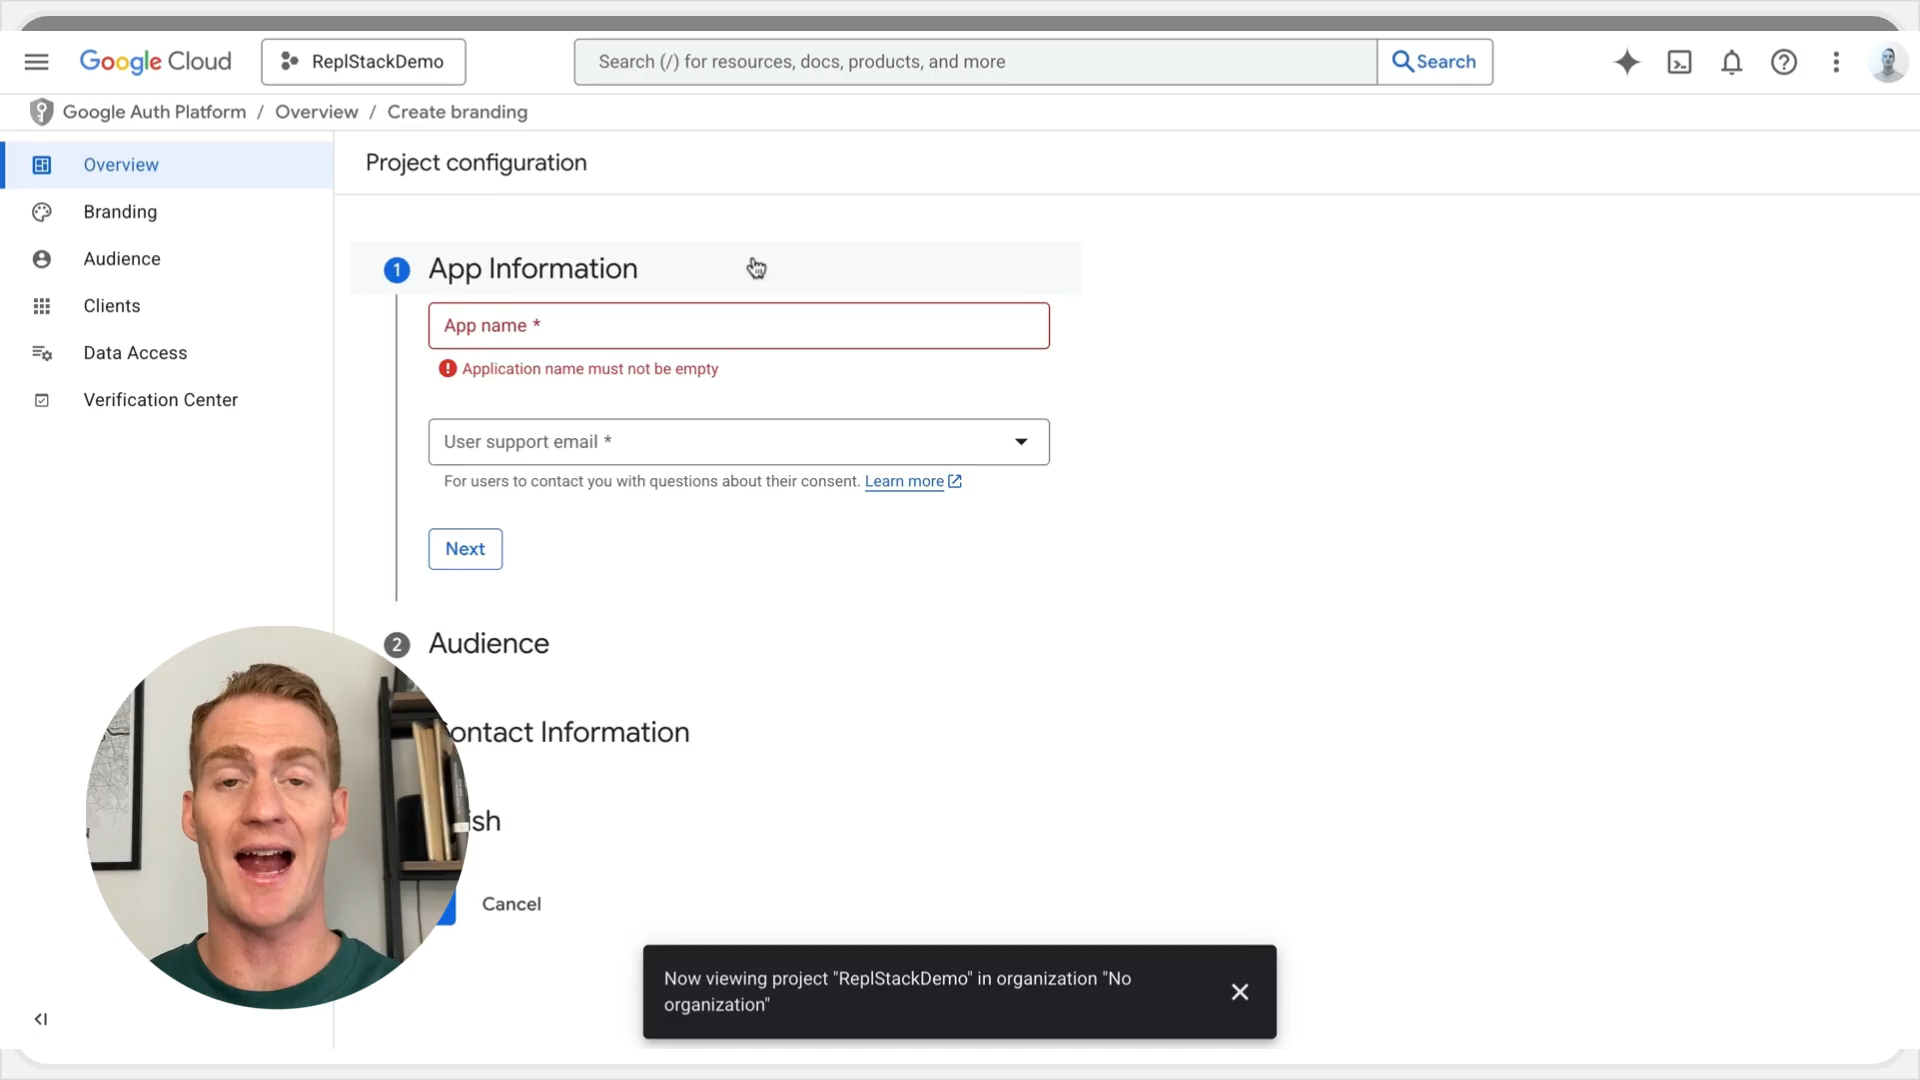 Google Cloud
ReplStackDemo
Search (/) for resources, docs, products, and more
Search
Google Auth Platform / Overview / Create branding
Overview
Branding
Audience
Clients
Data Access
Verification Center
Project configuration
1 App Information
App name *
Application name must not be empty
User support email *
For users to contact you with questions about their consent. Learn more
Next
2 Audience
ontact Information
ish
Cancel
Now viewing project "ReplStackDemo" in organization "No
organization"